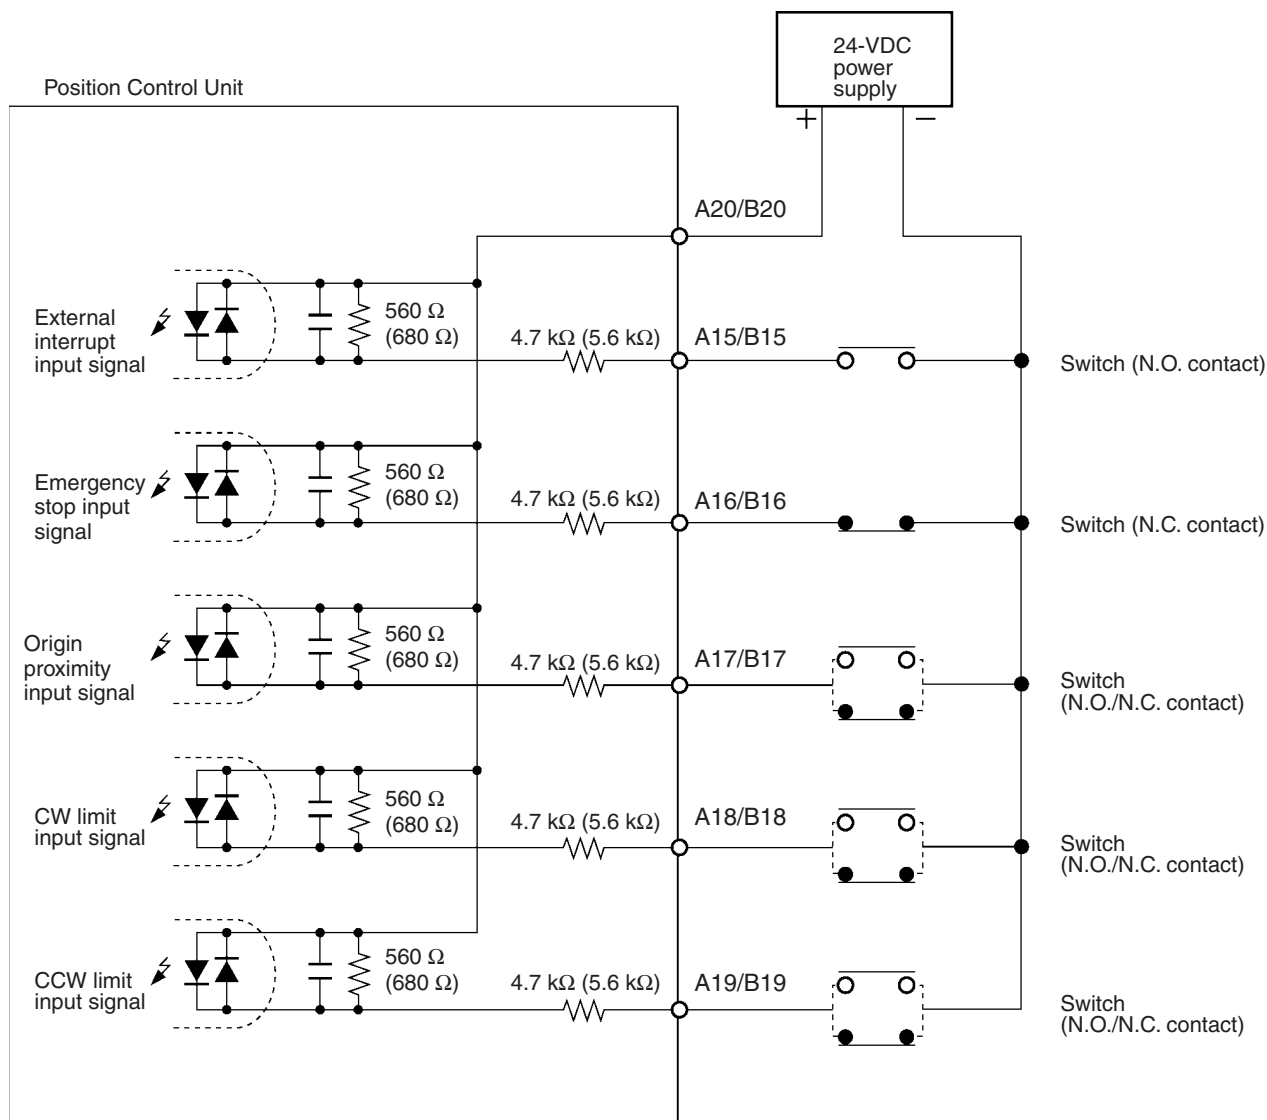 24-VDC
power
supply
Position Control Unit
+
−
A20/B20
External
interrupt
input signal
560 Ω
(680 Ω)
4.7 kΩ (5.6 kΩ)
A15/B15
Switch (N.O. contact)
Emergency
stop input
signal
560 Ω
(680 Ω)
4.7 kΩ (5.6 kΩ)
A16/B16
Switch (N.C. contact)
Origin
proximity
input signal
560 Ω
(680 Ω)
4.7 kΩ (5.6 kΩ)
A17/B17
Switch
(N.O./N.C. contact)
CW limit
input signal
560 Ω
(680 Ω)
4.7 kΩ (5.6 kΩ)
A18/B18
Switch
(N.O./N.C. contact)
CCW limit
input signal
560 Ω
(680 Ω)
4.7 kΩ (5.6 kΩ)
A19/B19
Switch
(N.O./N.C. contact)